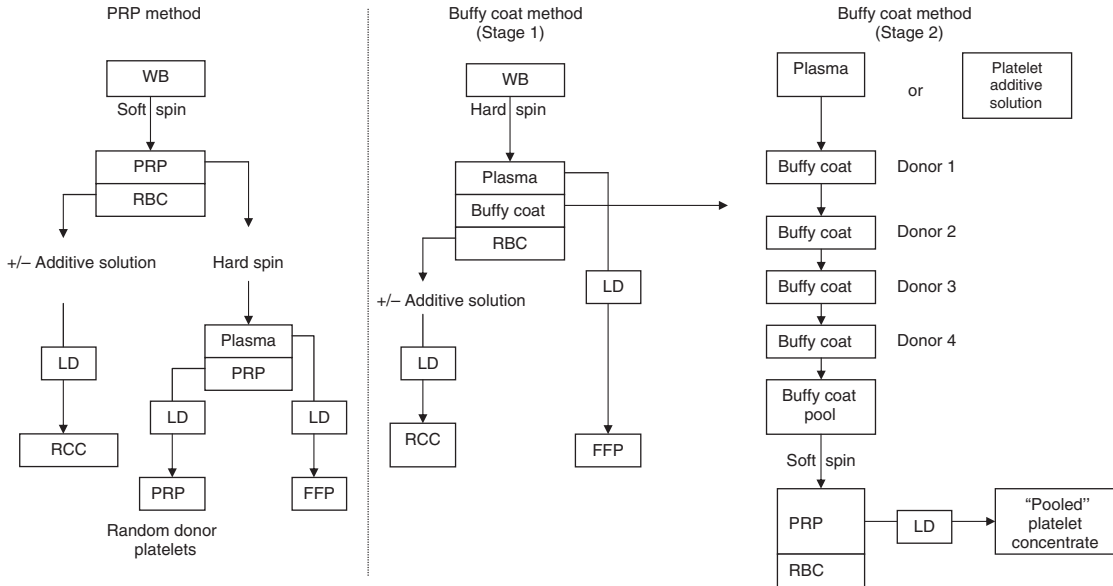 PRP method
WB
Soft spin
PRP
RBC
+/– Additive solution
Hard spin
LD
Plasma
PRP
LD
LD
RCC
PRP
FFP
Random donor
platelets
Buffy coat method
(Stage 1)
WB
Hard spin
Plasma
Buffy coat
RBC
+/– Additive solution
LD
LD
RCC
FFP
Buffy coat method
(Stage 2)
Plasma
or
Platelet
additive
solution
Buffy coat Donor 1
Buffy coat Donor 2
Buffy coat Donor 3
Buffy coat Donor 4
Buffy coat
pool
Soft spin
PRP
LD
“Pooled’’
platelet
concentrate
RBC